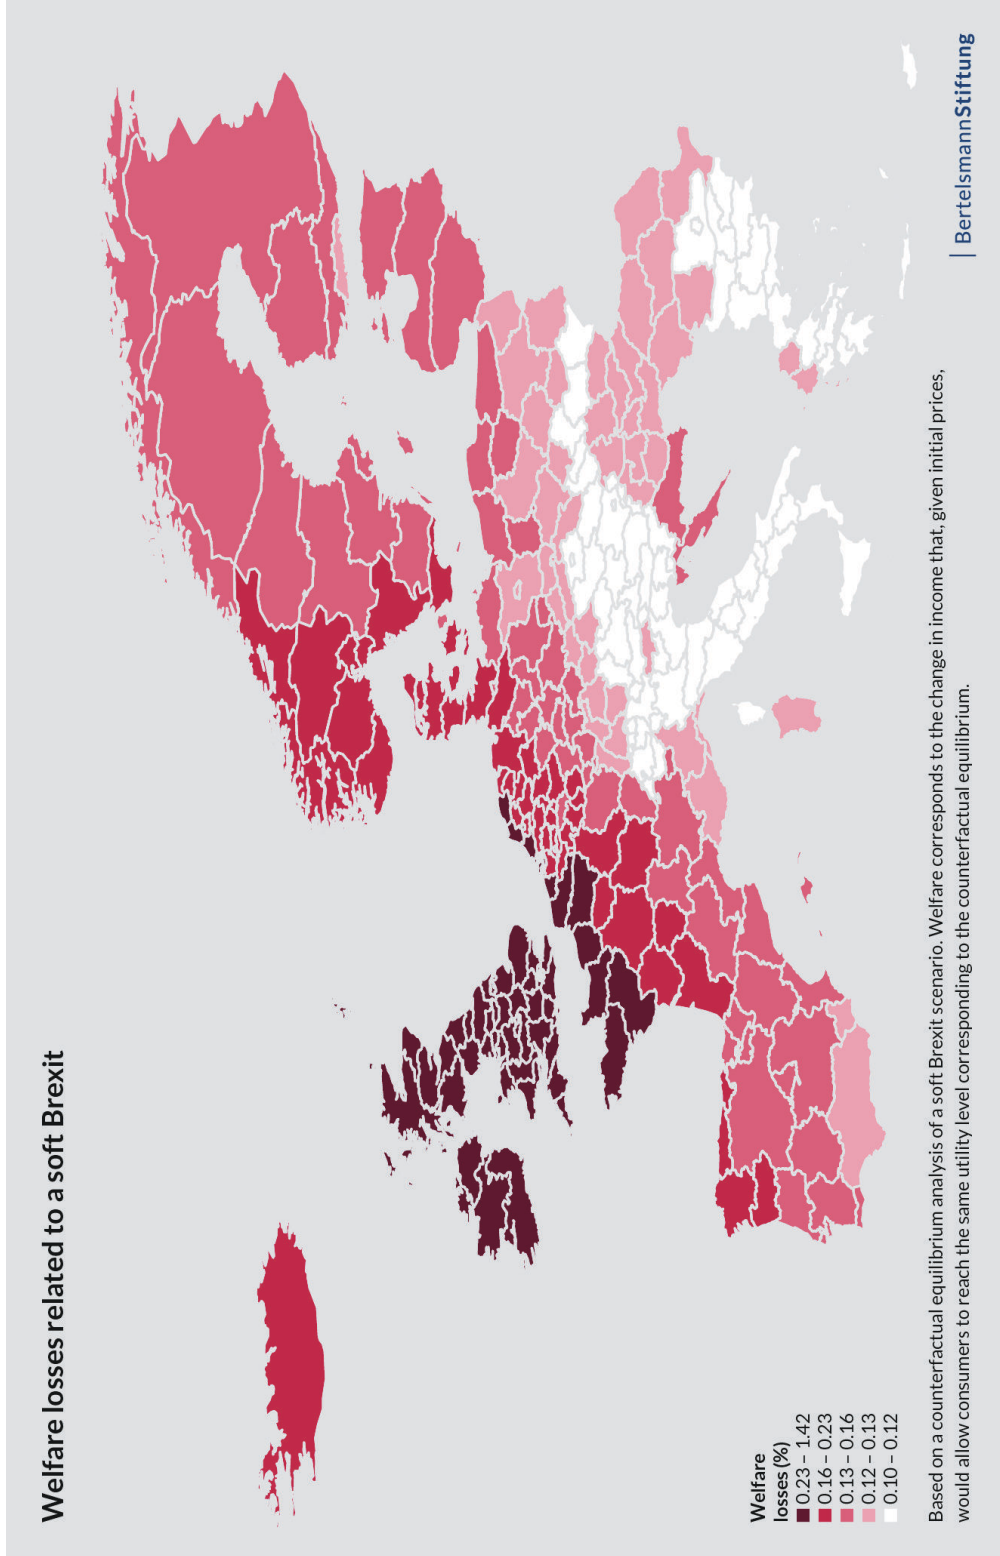 Welfare losses related to a soft Brexit
Welfare
losses (%)
0.23 – 1.42
0.16 – 0.23
0.13 – 0.16
0.12 – 0.13
0.10 – 0.12
Based on a counterfactual equilibrium analysis of a soft Brexit scenario. Welfare corresponds to the change in income that, given initial prices,
would allow consumers to reach the same utility level corresponding to the counterfactual equilibrium.
| BertelsmannStiftung